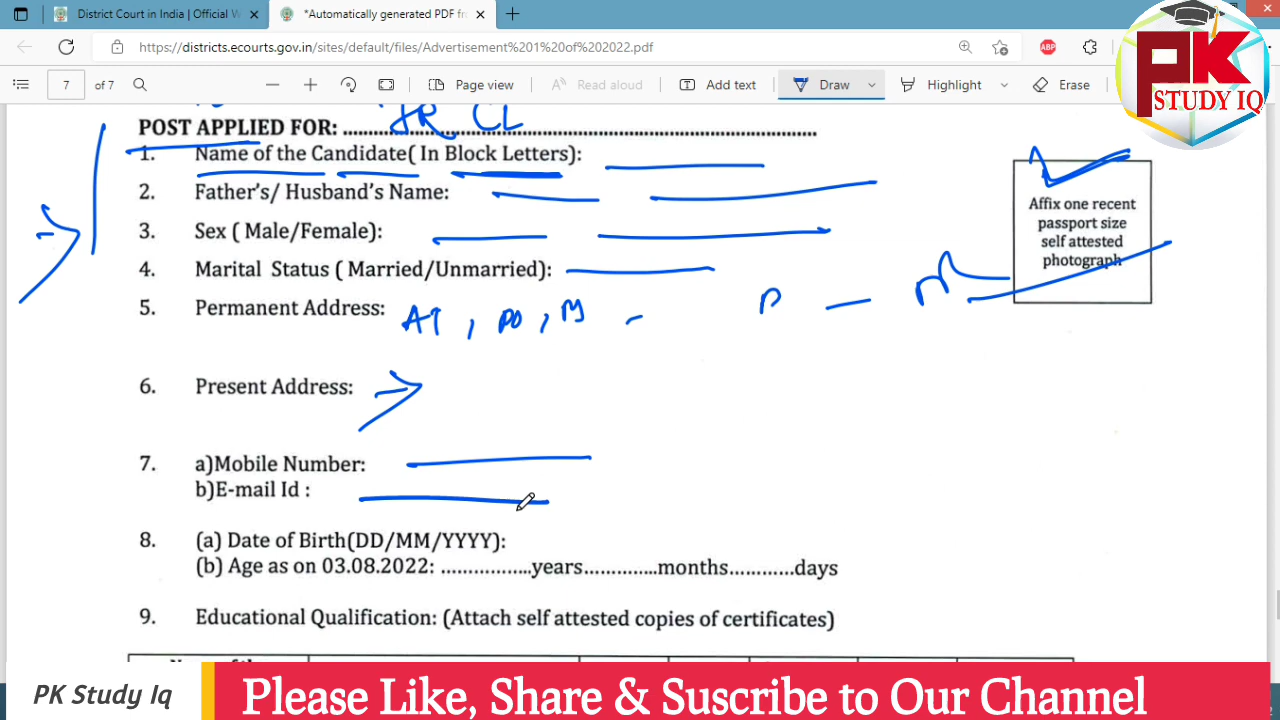 District Court in India | Official W
*Automatically generated PDF fro
https://districts.ecourts.gov.in/sites/default/files/Advertisement%201%20of%202022.pdf
ABP
7 of 7
Page view
Read aloud
Add text
Draw
Highlight
Erase
PK
STUDY IQ
JR CL
POST APPLIED FOR: ................................................................
1. Name of the Candidate( In Block Letters):
2. Father's/ Husband's Name:
3. Sex ( Male/Female):
4. Marital Status ( Married/Unmarried):
5. Permanent Address: AT, PO,
Affix one recent
passport size
self attested
photograph
6. Present Address:
7. a)Mobile Number:
b)E-mail Id :
8. (a) Date of Birth(DD/MM/YYYY):
(b) Age as on 03.08.2022: .................years..............months............days
9. Educational Qualification: (Attach self attested copies of certificates)
PK Study Iq
Please Like, Share & Suscribe to Our Channel